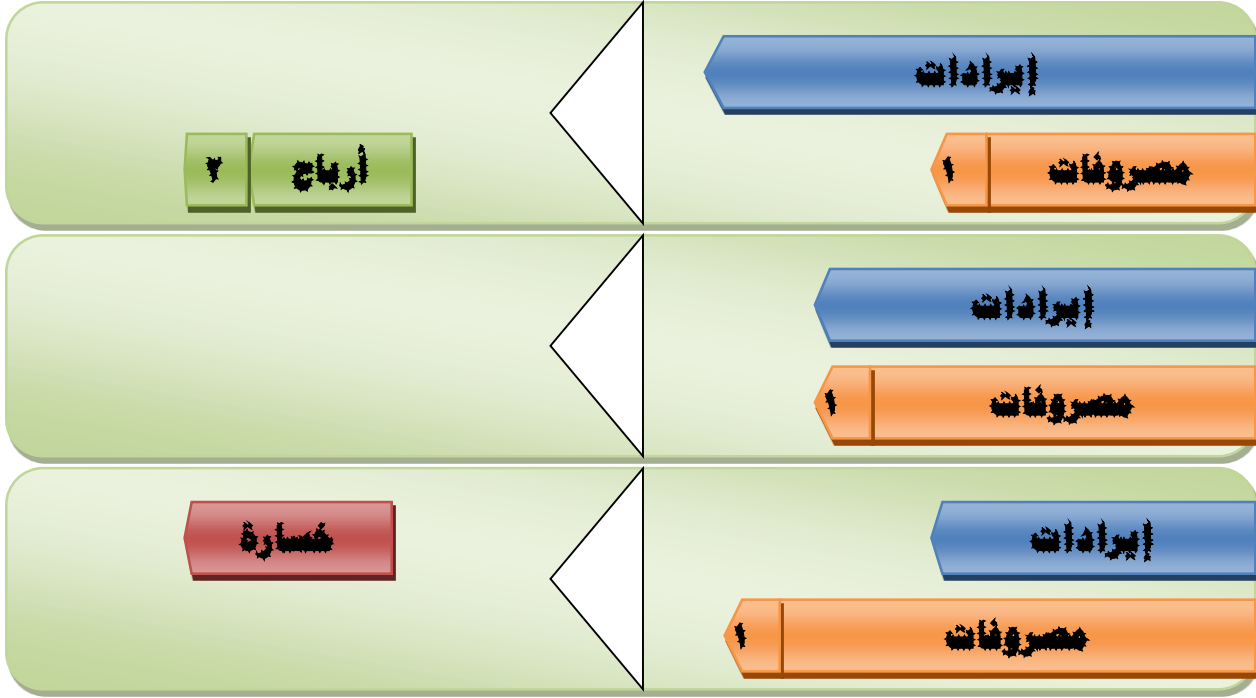 إيرادات
مصروفات ١
أرباح ٢
إيرادات
مصروفات ١
إيرادات
خسارة
مصروفات ١